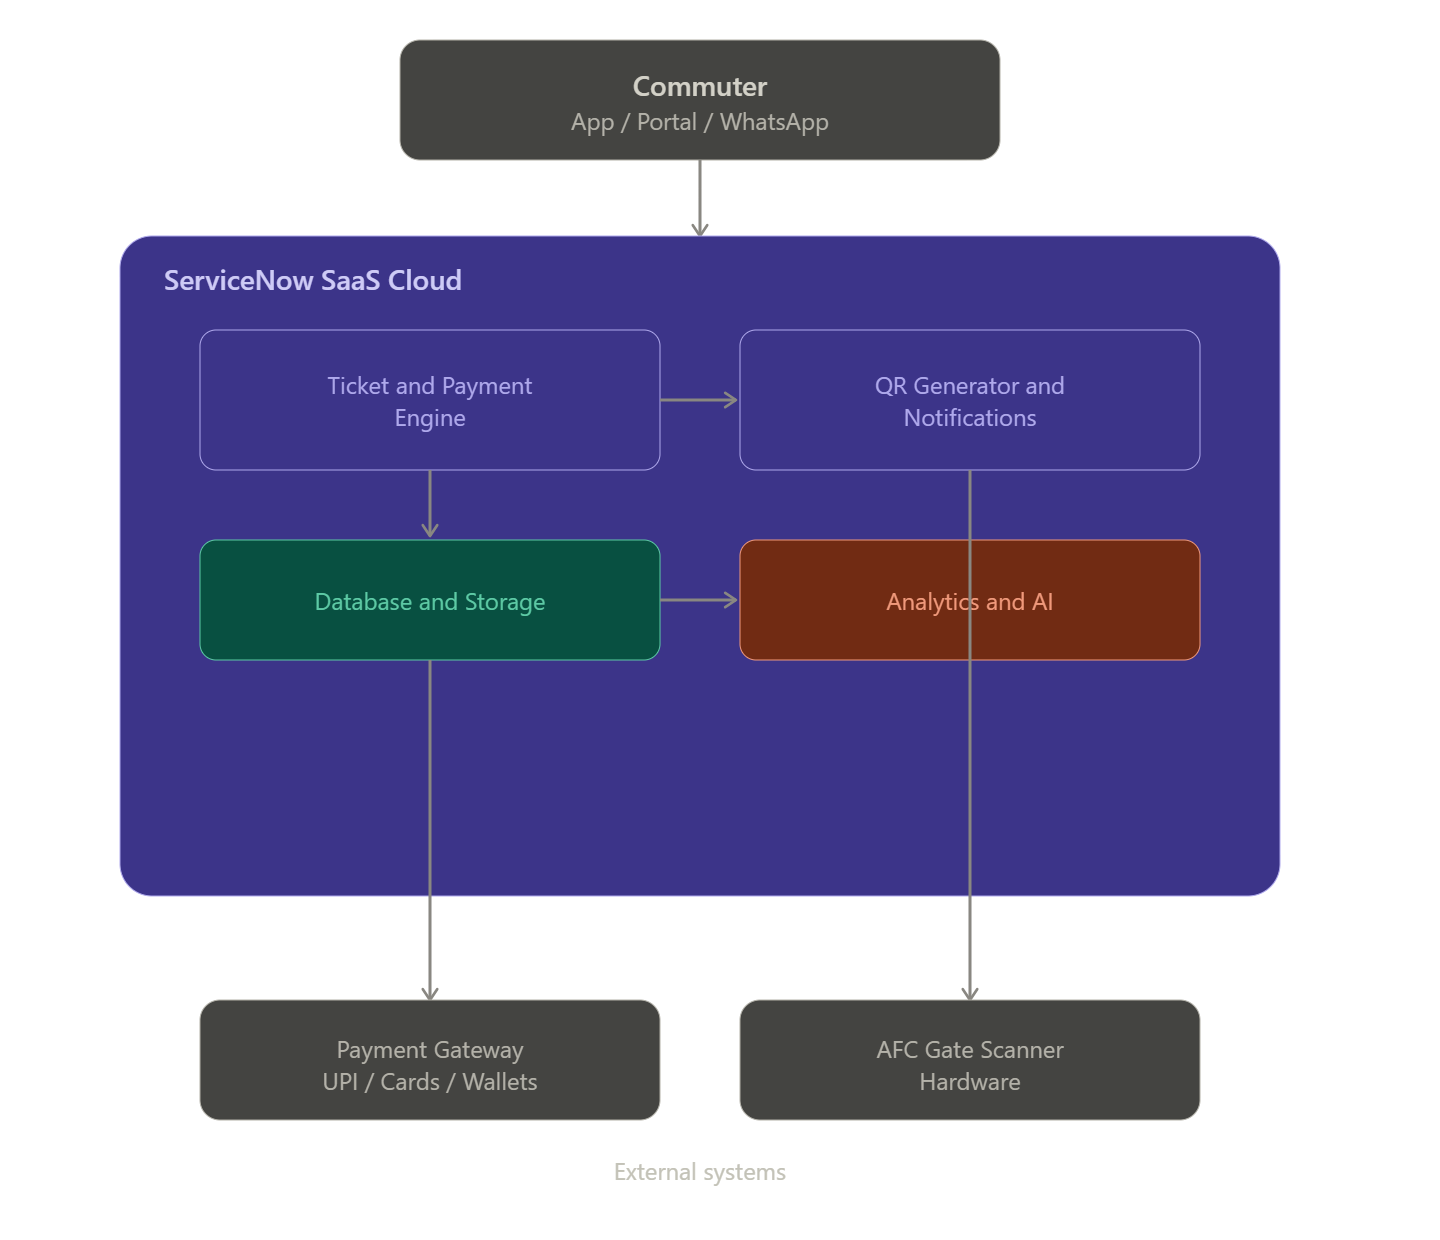 Commuter
App / Portal / WhatsApp
ServiceNow SaaS Cloud
Ticket and Payment
Engine
QR Generator and
Notifications
Database and Storage
Analytics and AI
Payment Gateway
UPI / Cards / Wallets
AFC Gate Scanner
Hardware
External systems